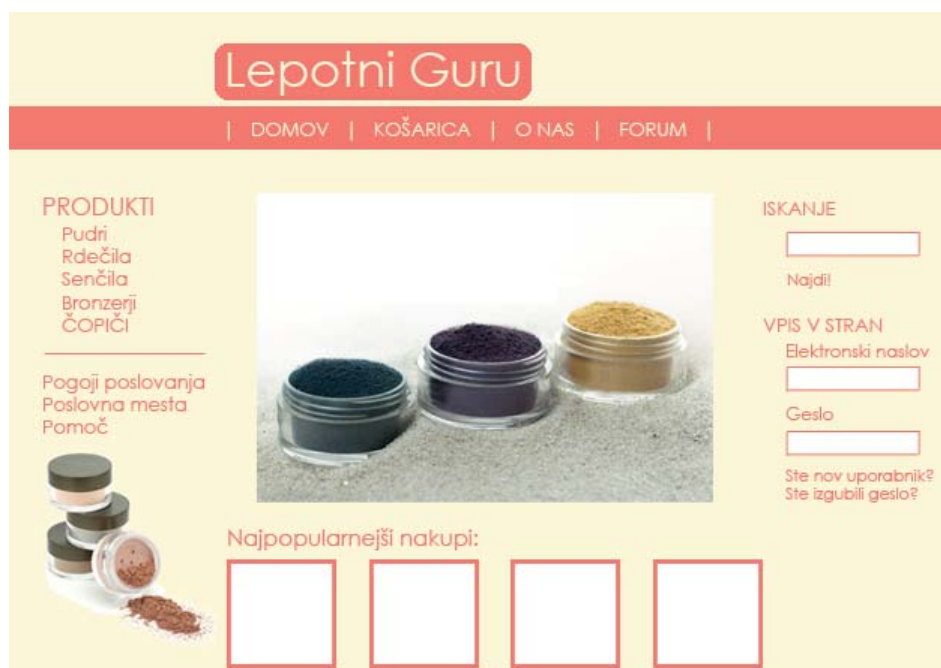 Lepotni Guru
| DOMOV | KOŠARICA | O NAS | FORUM |
PRODUKTI
Pudri
Rdečila
Senčila
Bronzerji
ČOPIČI
Pogoji poslovanja
Poslovna mesta
Pomoč
ISKANJE
Najdi!
VPIS V STRAN
Elektronski naslov
Geslo
Ste nov uporabnik?
Ste izgubili geslo?
Najpopularnejši nakupi: